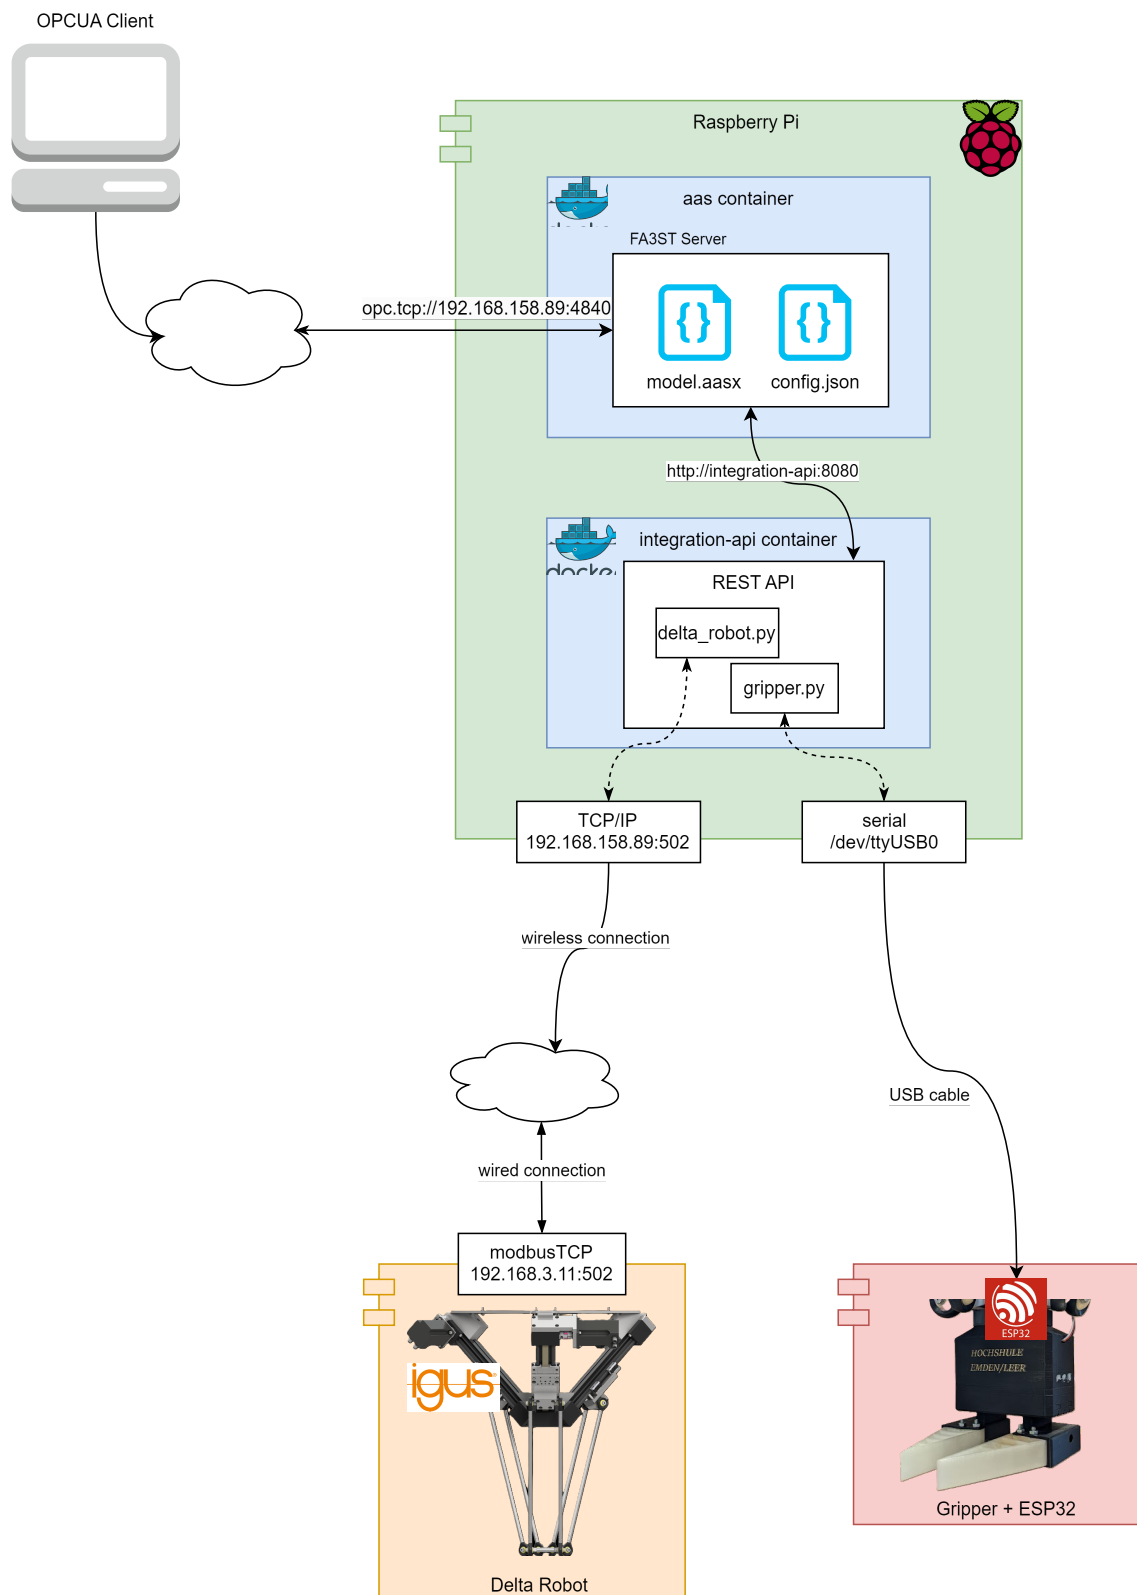 OPCUA Client
Raspberry Pi
aas container
FA3ST Server
opc.tcp://192.168.158.89:4840
{} {}
model.aasx config.json
http://integration-api:8080
integration-api container
docke
REST API
delta_robot.py
gripper.py
TCP/IP
192.168.158.89:502
serial
/dev/ttyUSB0
wireless connection
USB cable
wired connection
modbusTCP
192.168.3.11:502
igus
ESP32
HOCHSHULE
EMDEN/LEER
Gripper + ESP32
Delta Robot